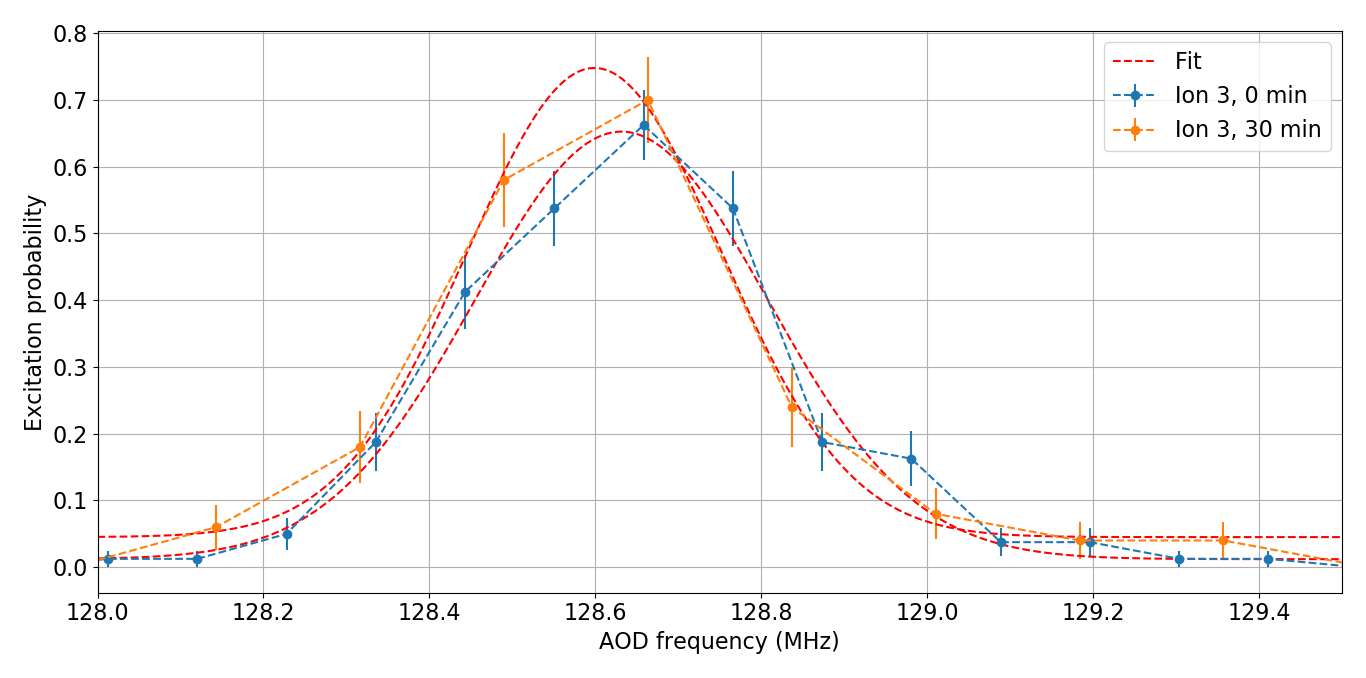 0.8
0.7
0.6
0.5
0.4
0.3
0.2
0.1
0.0
Excitation probability
Fit
Ion 3, 0 min
Ion 3, 30 min
128.0 128.2 128.4 128.6 128.8 129.0 129.2 129.4
AOD frequency (MHz)